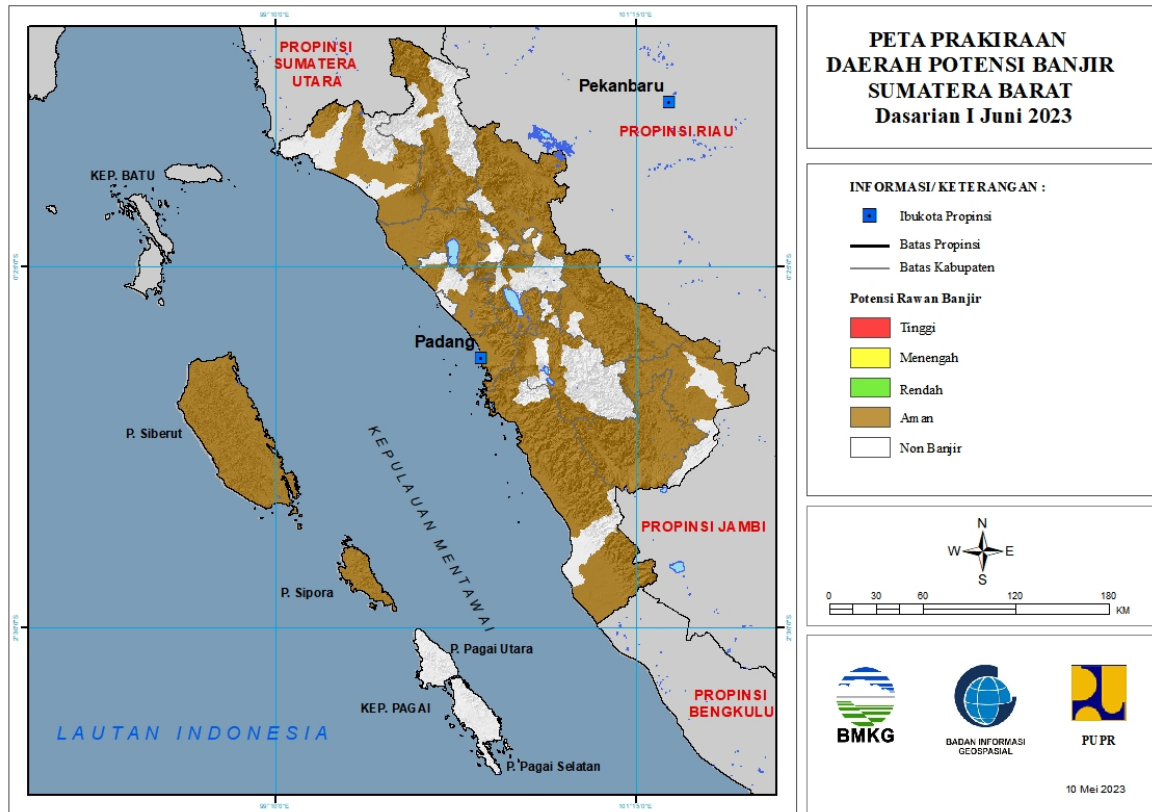 PROPINSI
SUMATERA
UTARA
Pekanbaru
PROPINSI RIAU
KEP. BATU
Padang
P. Siberut
KEPULAUAN MENTAWAI
PROPINSI JAMBI
P. Sipora
P. Pagai Utara
KEP. PAGAI
PROPINSI
BENGKULU
LAUTAN INDONESIA
P. Pagai Selatan
PETA PRAKIRAAN
DAERAH POTENSI BANJIR
SUMATERA BARAT
Dasarian I Juni 2023
INFORMASI/ KETERANGAN :
Ibukota Propinsi
Batas Propinsi
Batas Kabupaten
Potensi Rawan Banjir
Tinggi
Menengah
Rendah
Aman
Non Banjir
N
W E
S
0 30 60 120 180
KM
BMKG
BADAN INFORMASI
GEOSPASIAL
PUPR
10 Mei 2023